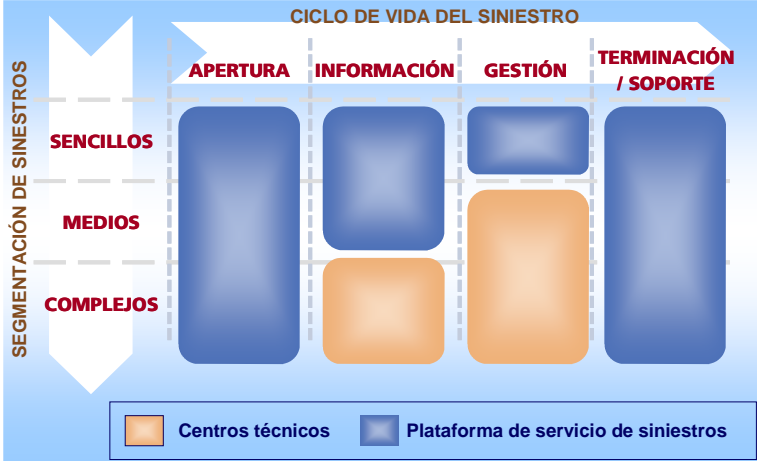 CICLO DE VIDA DEL SINIESTRO
SEGMENTACIÓN DE SINESTROS
APERTURA
INFORMACIÓN
GESTIÓN
TERMINACIÓN
/ SOPORTE
SENCILLOS
MEDIOS
COMPLEJOS
Centros técnicos
Plataforma de servicio de siniestros